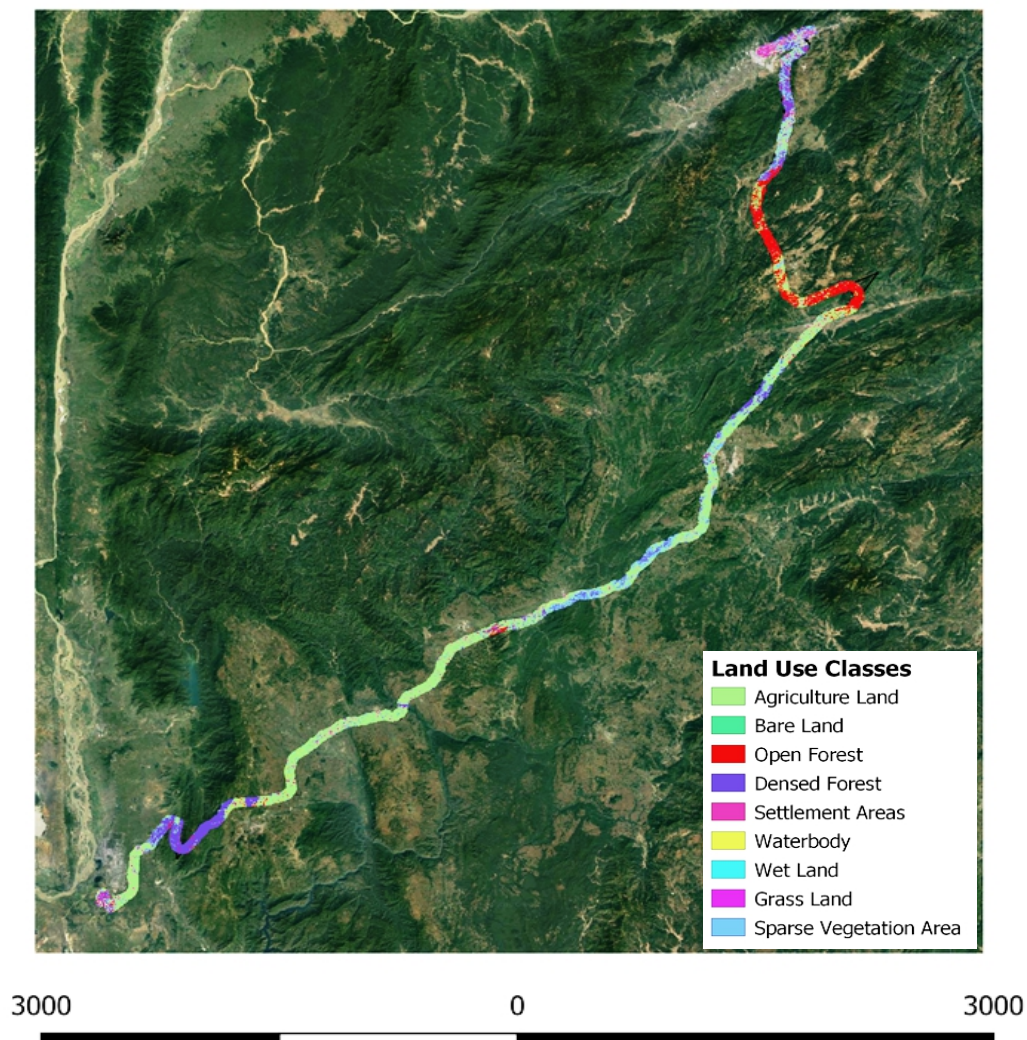 Land Use Classes
Agriculture Land
Bare Land
Open Forest
Densed Forest
Settlement Areas
Waterbody
Wet Land
Grass Land
Sparse Vegetation Area
3000 0 3000